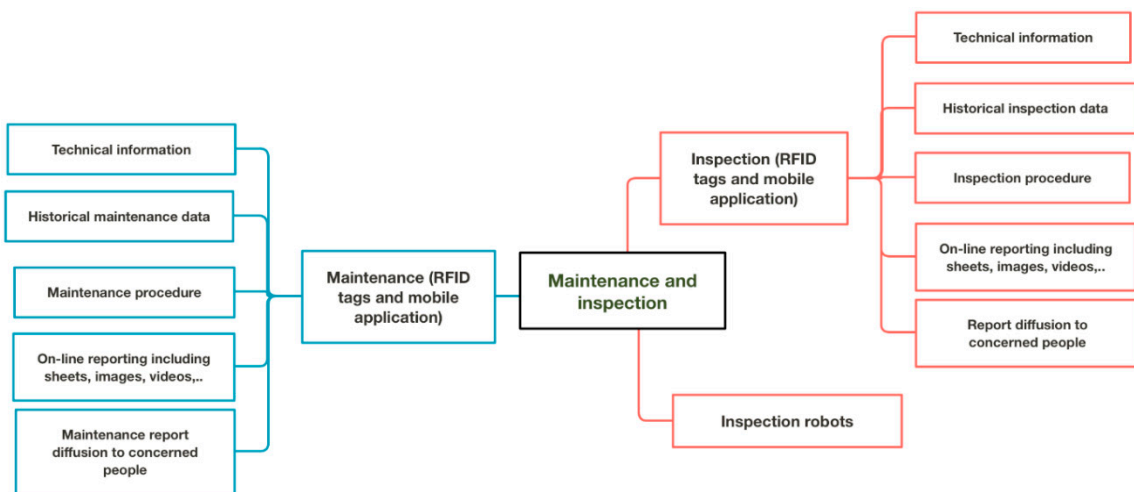 Technical information
Historical maintenance data
Maintenance procedure
On-line reporting including
sheets, images, videos,..
Maintenance report
diffusion to concerned
people
Maintenance (RFID
tags and mobile
application)
Maintenance and
inspection
Inspection (RFID
tags and mobile
application)
Inspection robots
Technical information
Historical inspection data
Inspection procedure
On-line reporting including
sheets, images, videos,..
Report diffusion to
concerned people